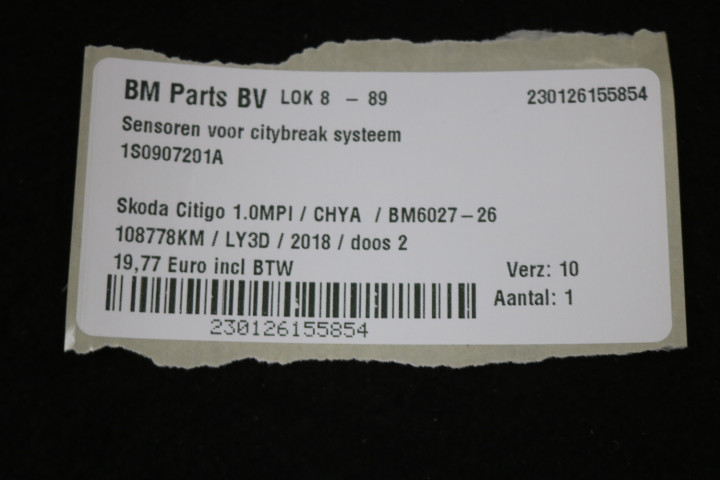 BM Parts BV LOK 8 - 89 230126155854
Sensoren voor citybreak systeem
1S0907201A
Skoda Citigo 1.0MPI / CHYA / BM6027-26
108778KM / LY3D / 2018 / doos 2
19,77 Euro incl BTW Verz: 10
Aantal: 1
230126155854